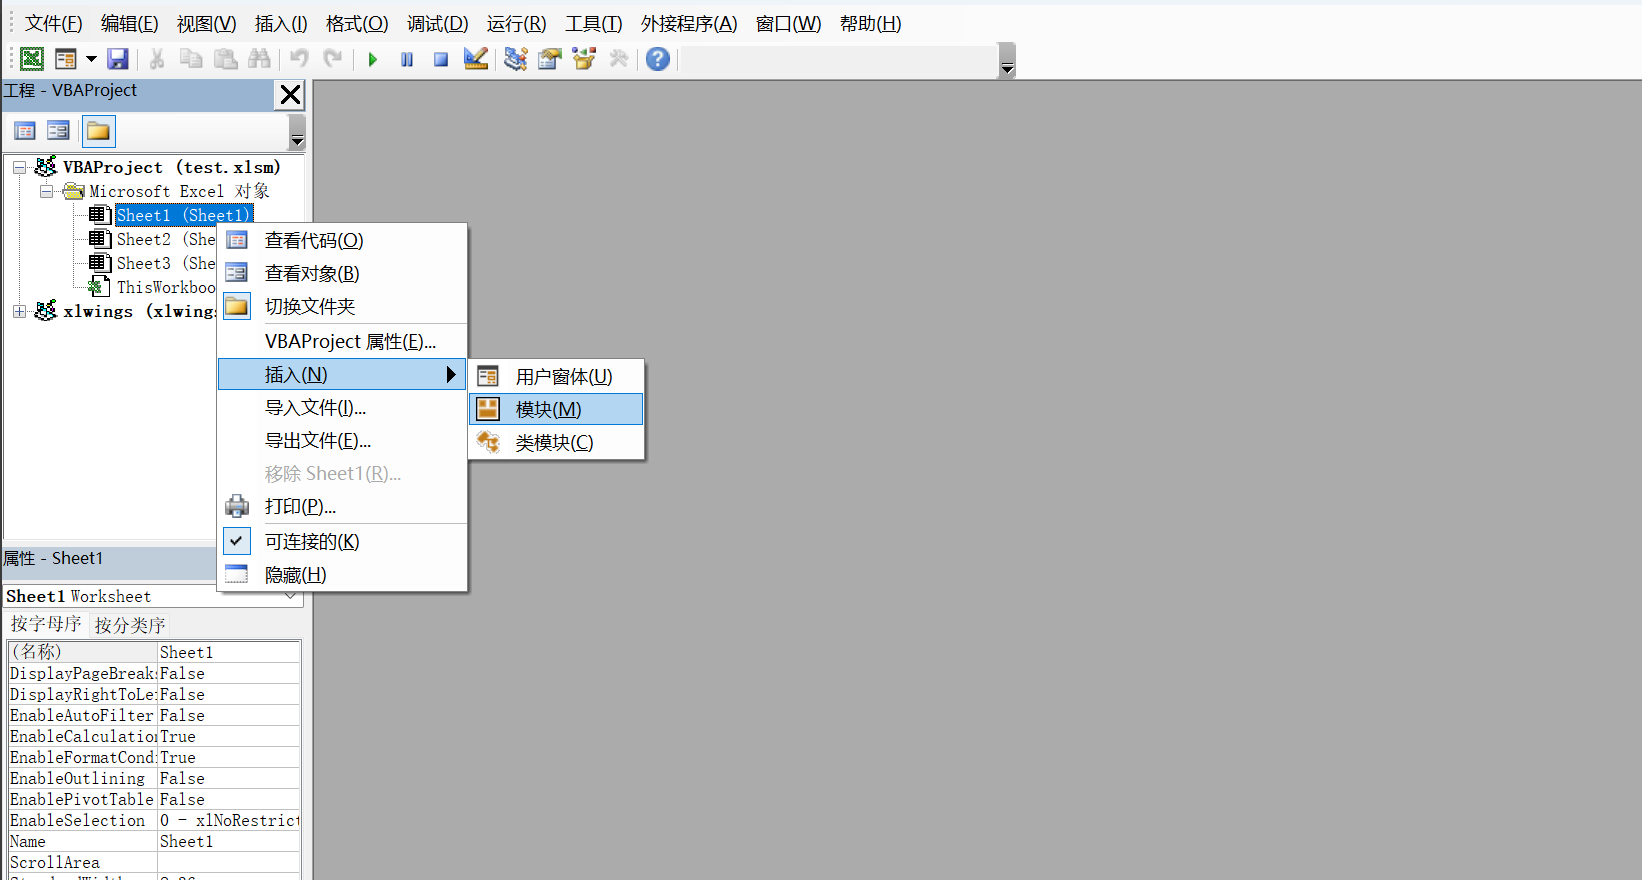 文件(F) 编辑(E) 视图(V) 插入(I) 格式(O) 调试(D) 运行(R) 工具(T) 外接程序(A) 窗口(W) 帮助(H)
工程 - VBAProject
VBAProject (test.xlsm)
Microsoft Excel 对象
Sheet1 (Sheet1)
Sheet2 (She
Sheet3 (She
ThisWorkboo
xlwings (xlwing
查看代码(O)
查看对象(B)
切换文件夹
VBAProject 属性(E)...
插入(N)
导入文件(I)...
导出文件(E)...
移除 Sheet1(R)...
打印(P)...
可连接的(K)
隐藏(H)
用户窗体(U)
模块(M)
类模块(C)
属性 - Sheet1
Sheet1 Worksheet
按字母序 按分类序
(名称) Sheet1
DisplayPageBreaks False
DisplayRightToLe False
EnableAutoFilter False
EnableCalculation True
EnableFormatCond True
EnableOutlining False
EnablePivotTable False
EnableSelection 0 - xlNoRestrict
Name Sheet1
ScrollArea